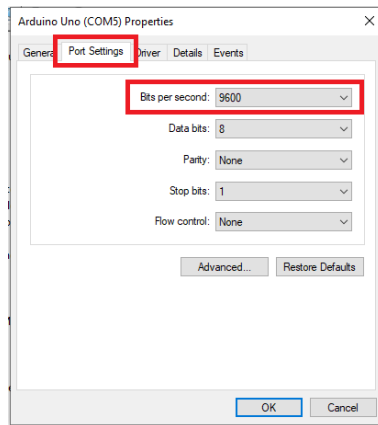 Arduino Uno (COM5) Properties
General Port Settings Driver Details Events
Bits per second: 9600
Data bits: 8
Parity: None
Stop bits: 1
Flow control: None
Advanced... Restore Defaults
OK Cancel